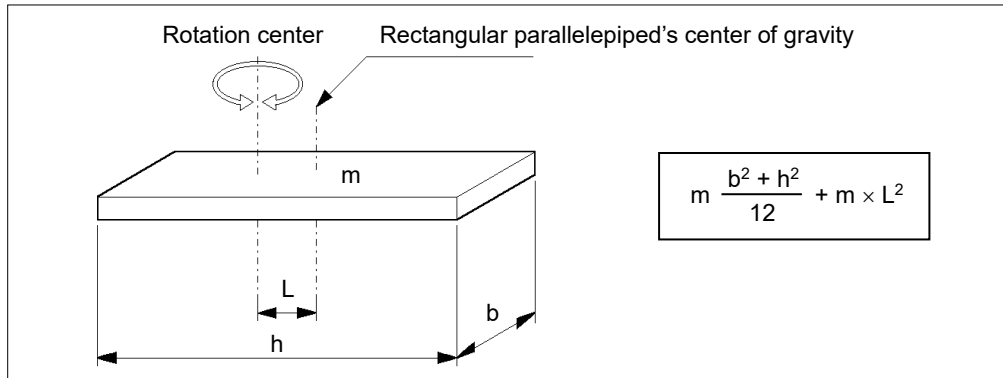 Rotation center
Rectangular parallelepiped's center of gravity
m
m (b² + h²)/12 + m × L²
L
b
h